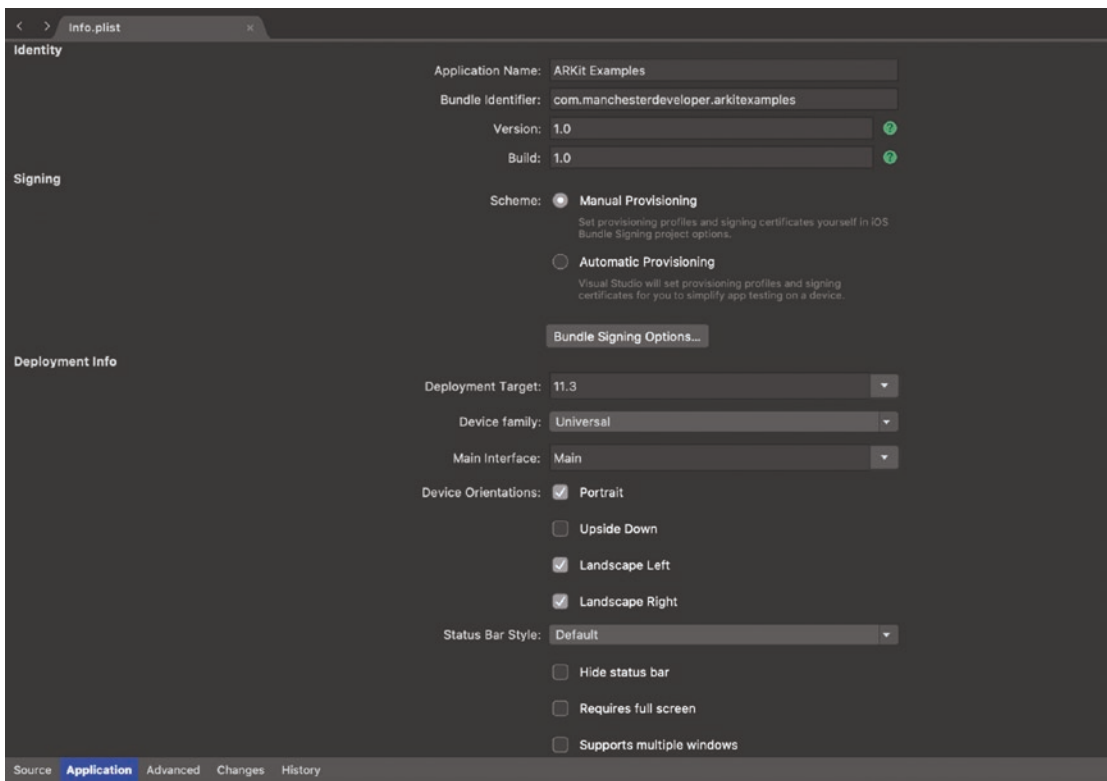 Info.plist
Identity
Application Name: ARKit Examples
Bundle Identifier: com.manchesterdeveloper.arkitexamples
Version: 1.0
Build: 1.0
Signing
Scheme: Manual Provisioning
Set provisioning profiles and signing certificates yourself in iOS
Bundle Signing project options.
Automatic Provisioning
Visual Studio will set provisioning profiles and signing
certificates for you to simplify app testing on a device.
Bundle Signing Options...
Deployment Info
Deployment Target: 11.3
Device family: Universal
Main Interface: Main
Device Orientations: Portrait
Upside Down
Landscape Left
Landscape Right
Status Bar Style: Default
Hide status bar
Requires full screen
Supports multiple windows
Source Application Advanced Changes History